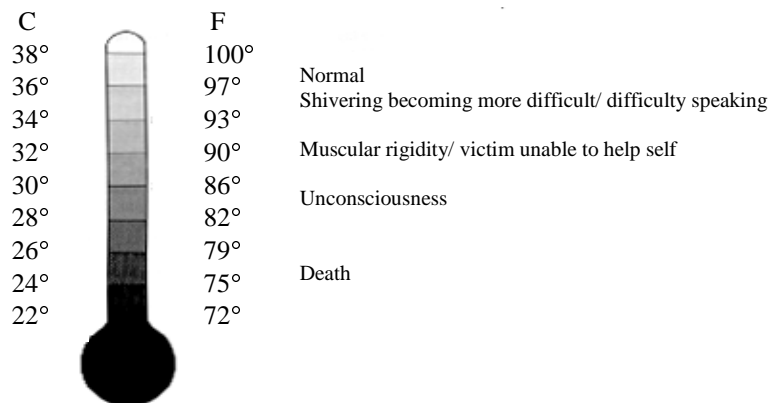 C F
38° 100°
Normal
36° 97°
Shivering becoming more difficult/ difficulty speaking
34° 93°
32° 90° Muscular rigidity/ victim unable to help self
30° 86°
Unconsciousness
28° 82°
26° 79°
Death
24° 75°
22° 72°